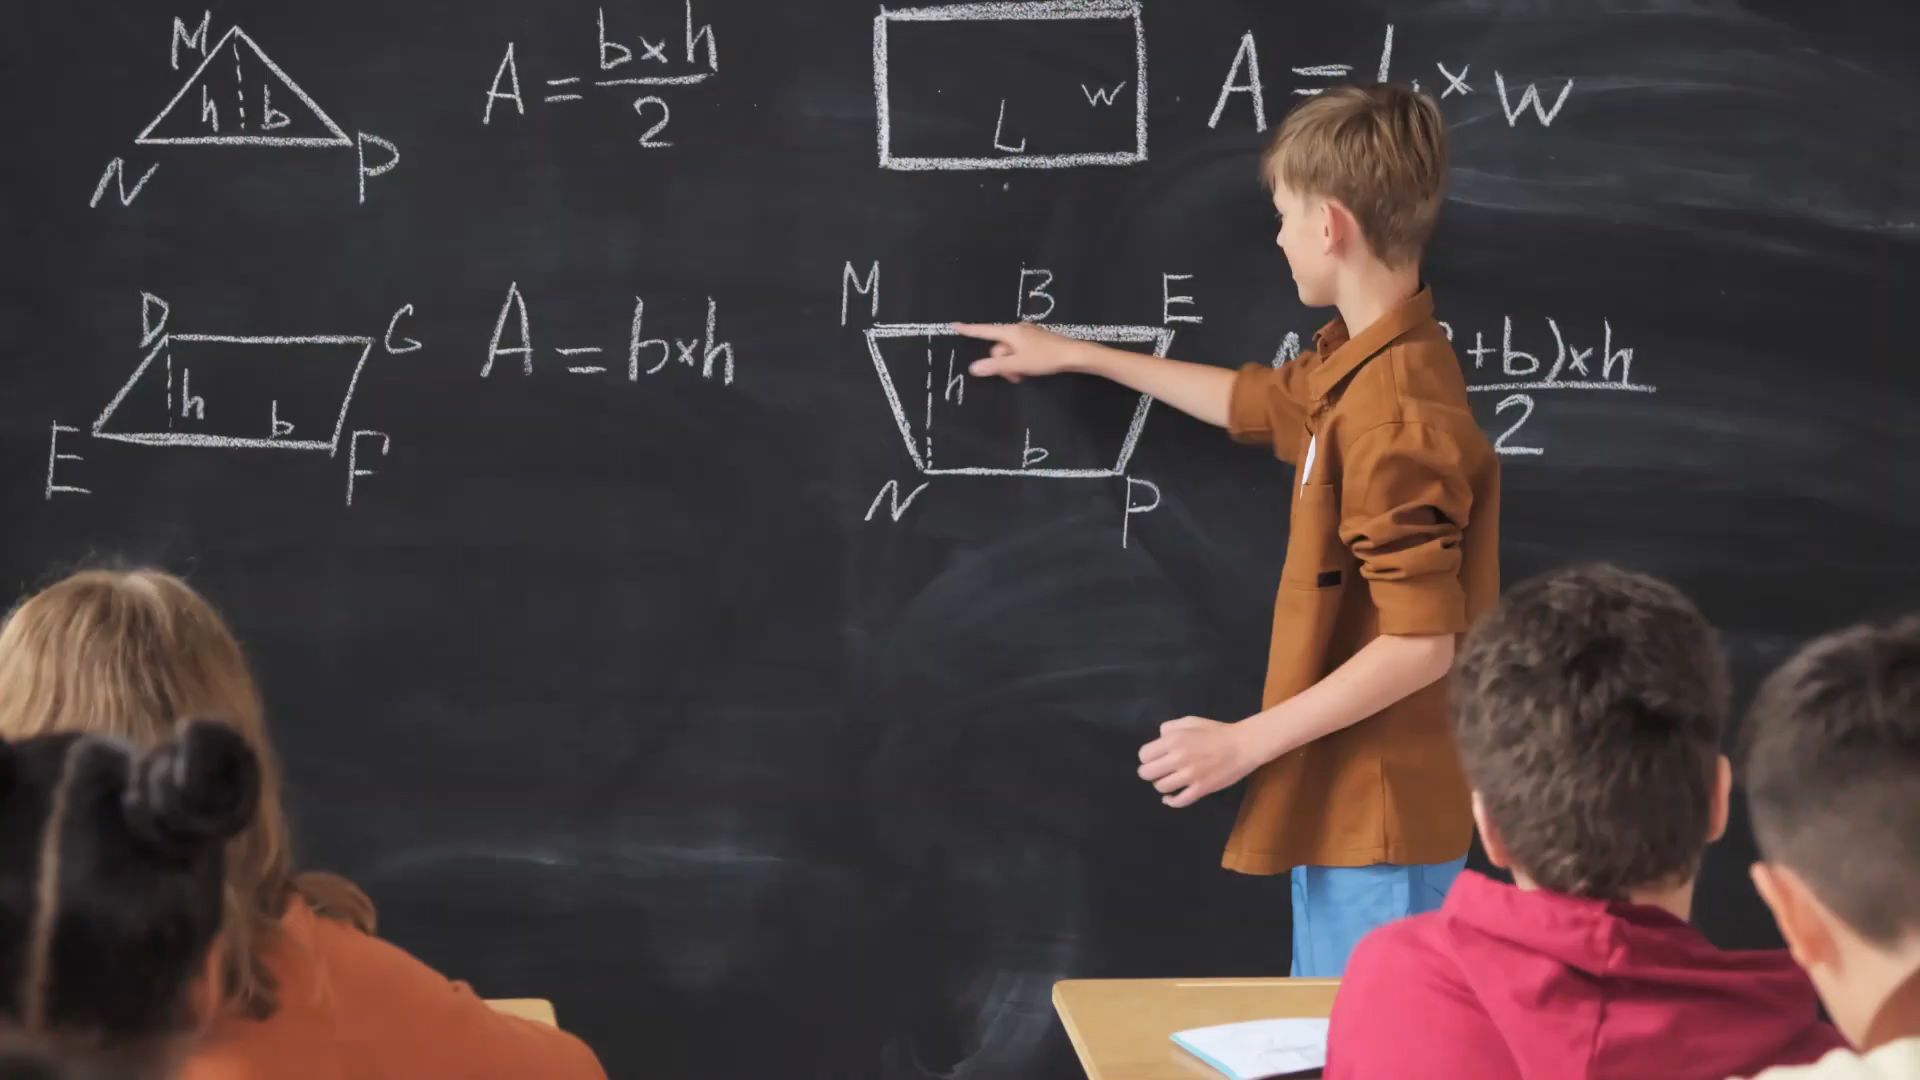 M
h b
N P
A = b×h
2
W
L
A = L × W
D G
h
b
E F
A = b×h
M B E
h
b
N P
+b)×h
2